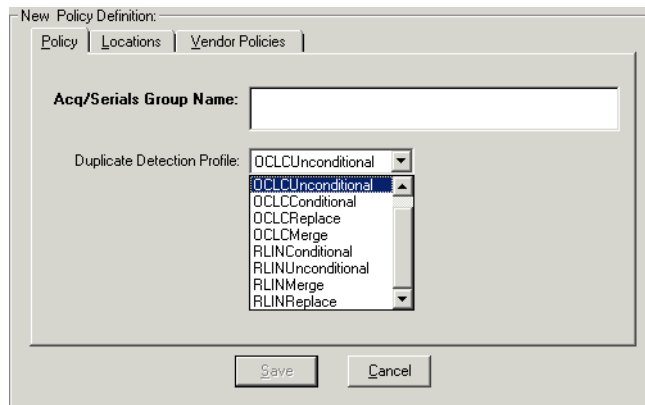 New Policy Definition:
Policy Locations Vendor Policies
Acq/Serials Group Name:
Duplicate Detection Profile: OCLCUnconditional
OCLCUnconditional
OCLCConditional
OCLCReplace
OCLCMerge
RLINConditional
RLINUnconditional
RLINMerge
RLINReplace
Save Cancel